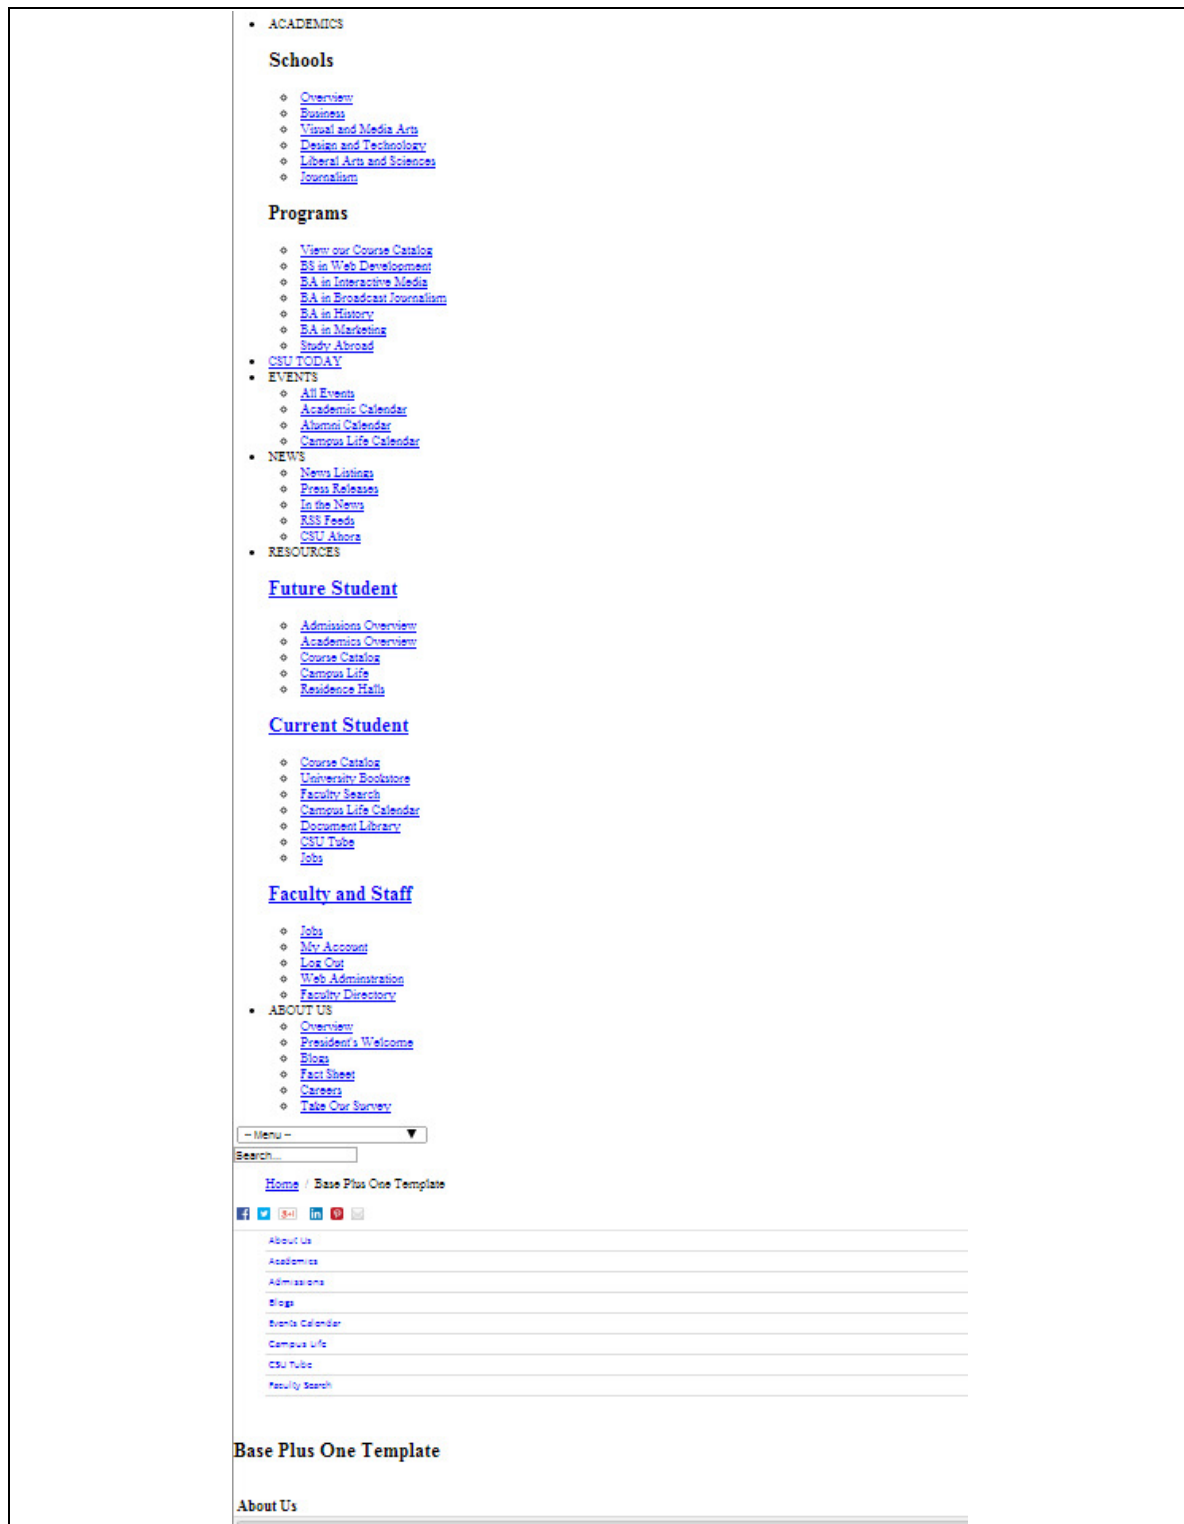 ACADEMICS
Schools
Overview
Business
Visual and Media Arts
Design and Technology
Liberal Arts and Sciences
Journalism
Programs
View our Course Catalog
BS in Web Development
BA in Interactive Media
BA in Broadcast Journalism
BA in History
BA in Marketing
Study Abroad
CSU TODAY
EVENTS
All Events
Academic Calendar
Alumni Calendar
Campus Life Calendar
NEWS
News Listings
Press Releases
In the News
RSS Feeds
CSU Ahora
RESOURCES
Future Student
Admissions Overview
Academics Overview
Course Catalog
Campus Life
Residence Halls
Current Student
Course Catalog
University Bookstore
Faculty Search
Campus Life Calendar
Document Library
CSU Tube
Jobs
Faculty and Staff
Jobs
My Account
Log Out
Web Adminstration
Faculty Directory
ABOUT US
Overview
President's Welcome
Blogs
Fact Sheet
Careers
Take Our Survey
-- Menu --
Search...
Home / Base Plus One Template
About Us
Academics
Admissions
Blogs
Events Calendar
Campus Life
CSU Tube
Faculty Search
Base Plus One Template
About Us